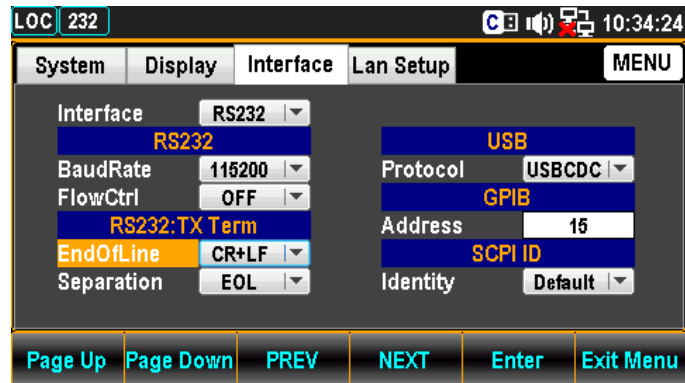 LOC 232 C 10:34:24
System Display Interface Lan Setup MENU
Interface RS232
RS232 USB
BaudRate 115200 Protocol USBCDC
FlowCtrl OFF GPIB
RS232:TX Term Address 15
EndOfLine CR+LF SCPI ID
Separation EOL Identity Default
Page Up Page Down PREV NEXT Enter Exit Menu